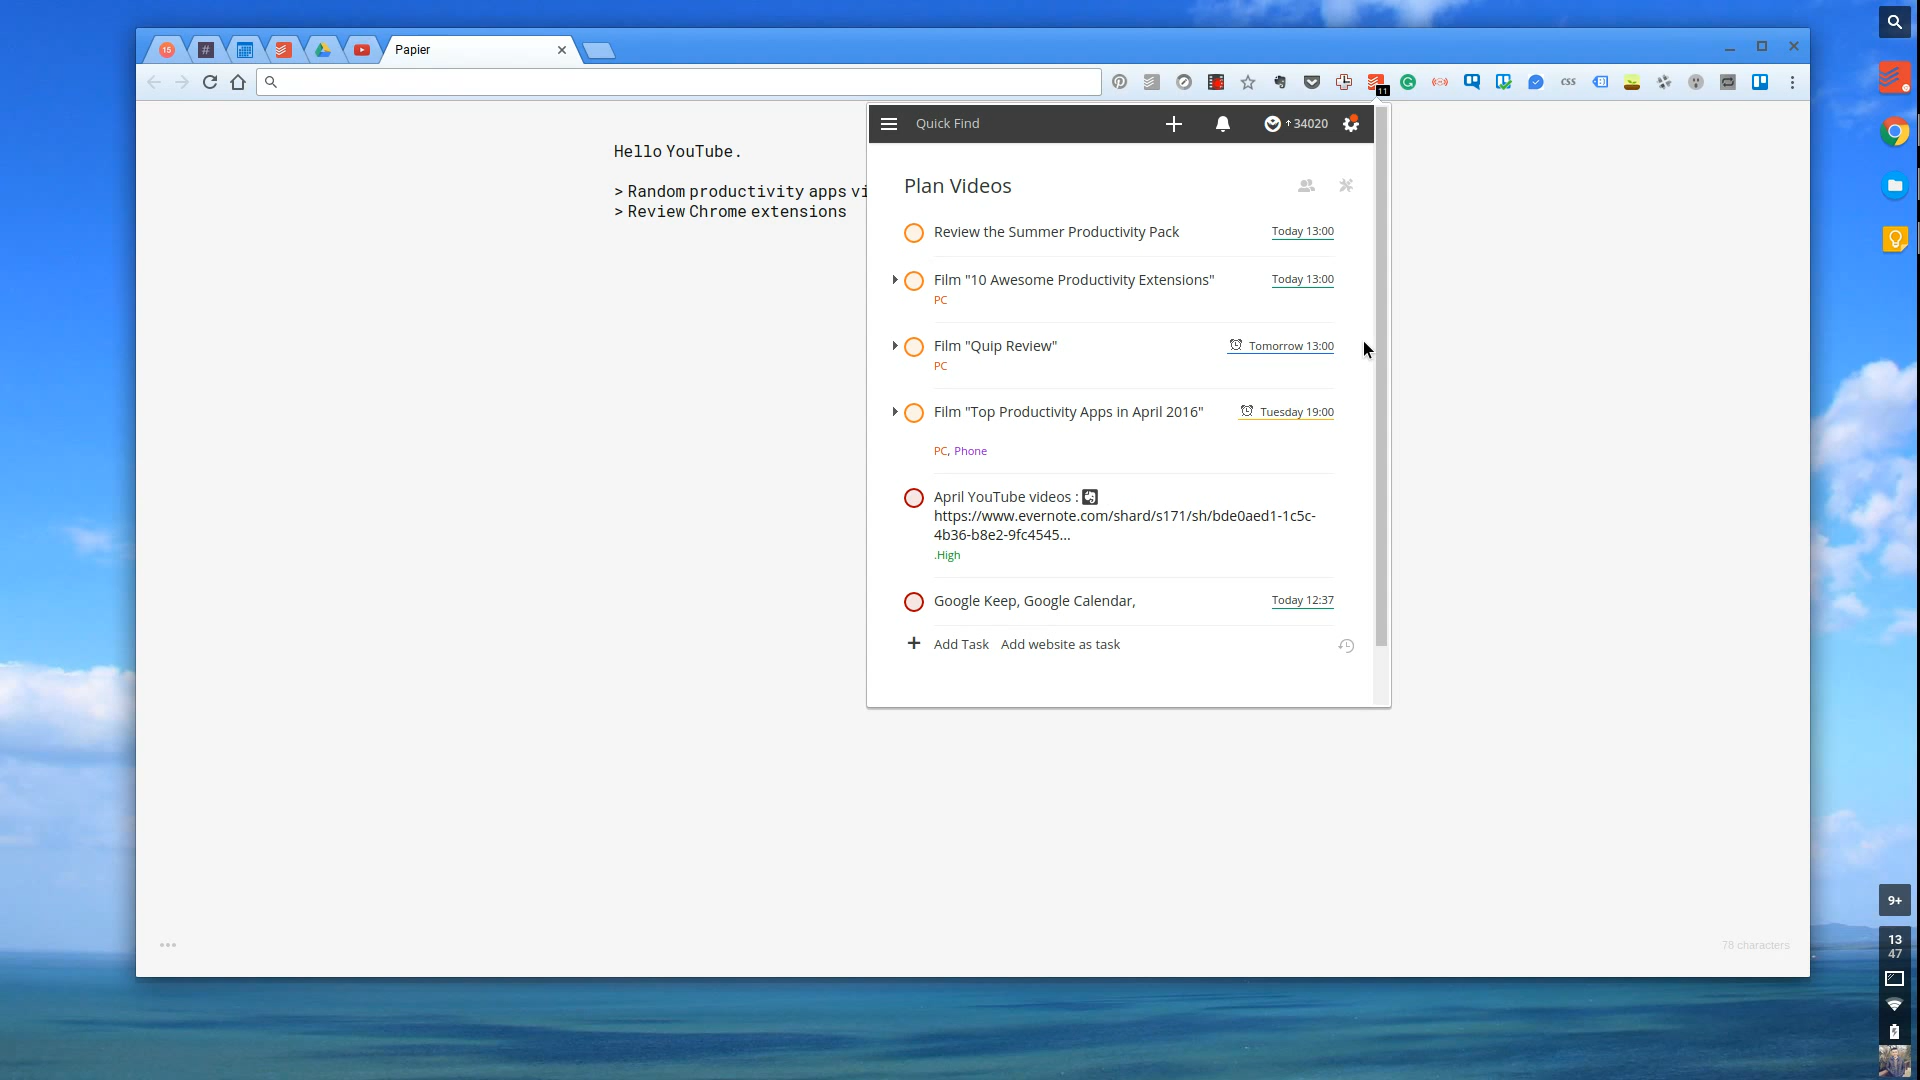 15
#
Papier
CSS
11
Hello YouTube.
> Random productivity apps vi
> Review Chrome extensions
Quick Find
34020
Plan Videos
Review the Summer Productivity Pack
Today 13:00
Film "10 Awesome Productivity Extensions"
Today 13:00
PC
Film "Quip Review"
Tomorrow 13:00
PC
Film "Top Productivity Apps in April 2016"
Tuesday 19:00
PC, Phone
April YouTube videos :
https://www.evernote.com/shard/s171/sh/bde0aed1-1c5c-
4b36-b8e2-9fc4545...
.High
Google Keep, Google Calendar,
Today 12:37
Add Task
Add website as task
78 characters
9+
13
47